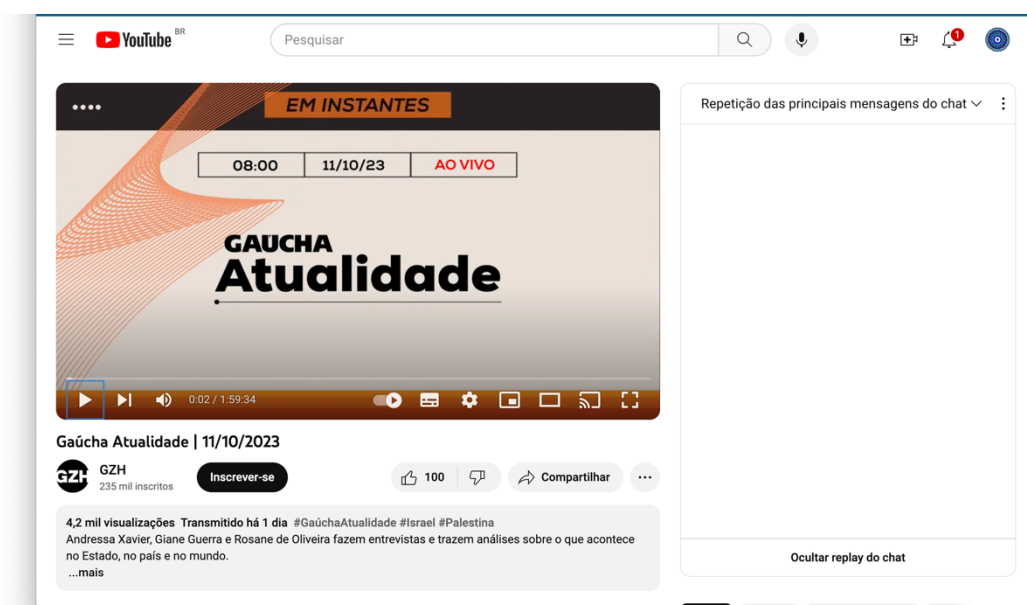 YouTube BR
Pesquisar
1
EM INSTANTES
08:00 11/10/23 AO VIVO
GAÚCHA
Atualidade
0:02 / 1:59:34
Gaúcha Atualidade | 11/10/2023
GZH
GZH
235 mil inscritos
Inscrever-se
100
Compartilhar
4,2 mil visualizações Transmitido há 1 dia #GaúchaAtualidade #Israel #Palestina
Andressa Xavier, Giane Guerra e Rosane de Oliveira fazem entrevistas e trazem análises sobre o que acontece
no Estado, no país e no mundo.
...mais
Repetição das principais mensagens do chat
Ocultar replay do chat